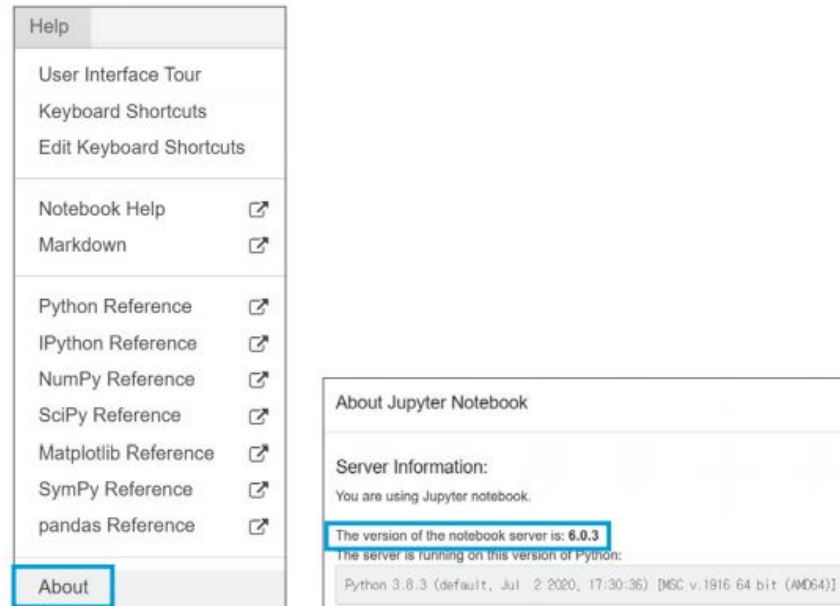 Help
User Interface Tour
Keyboard Shortcuts
Edit Keyboard Shortcuts
Notebook Help
Markdown
Python Reference
IPython Reference
NumPy Reference
SciPy Reference
Matplotlib Reference
SymPy Reference
pandas Reference
About
About Jupyter Notebook
Server Information:
You are using Jupyter notebook.
The version of the notebook server is: 6.0.3
The server is running on this version of Python:
Python 3.8.3 (default, Jul  2 2020, 17:30:36) [MSC v.1916 64 bit (AMD64)]